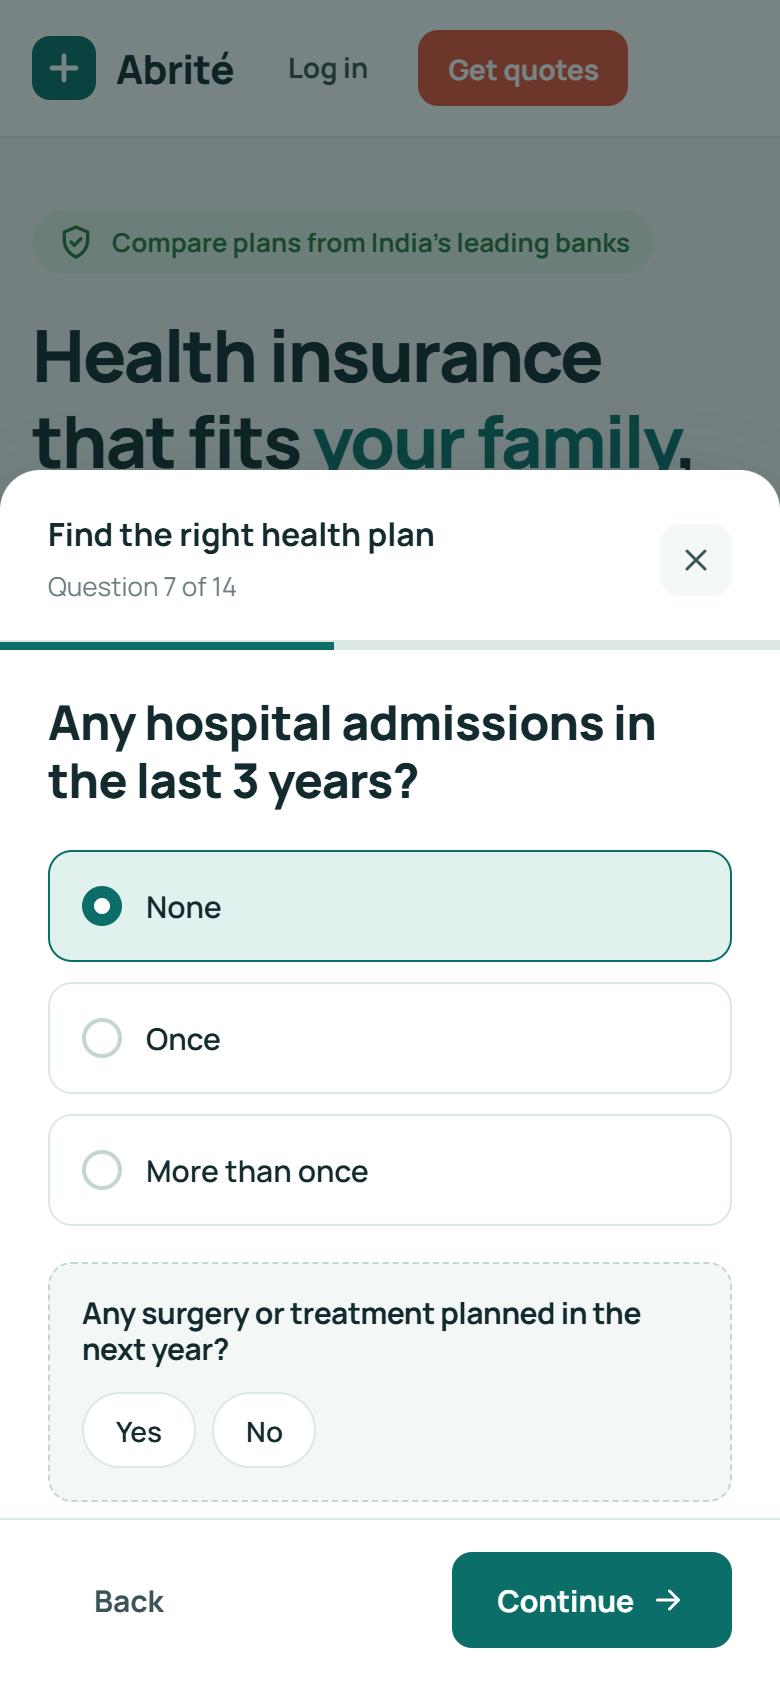 Abrité
Log in
Get quotes
Compare plans from India's leading banks
Health insurance
that fits your family,
Find the right health plan
Question 7 of 14
Any hospital admissions in
the last 3 years?
None
Once
More than once
Any surgery or treatment planned in the
next year?
Yes
No
Back
Continue →